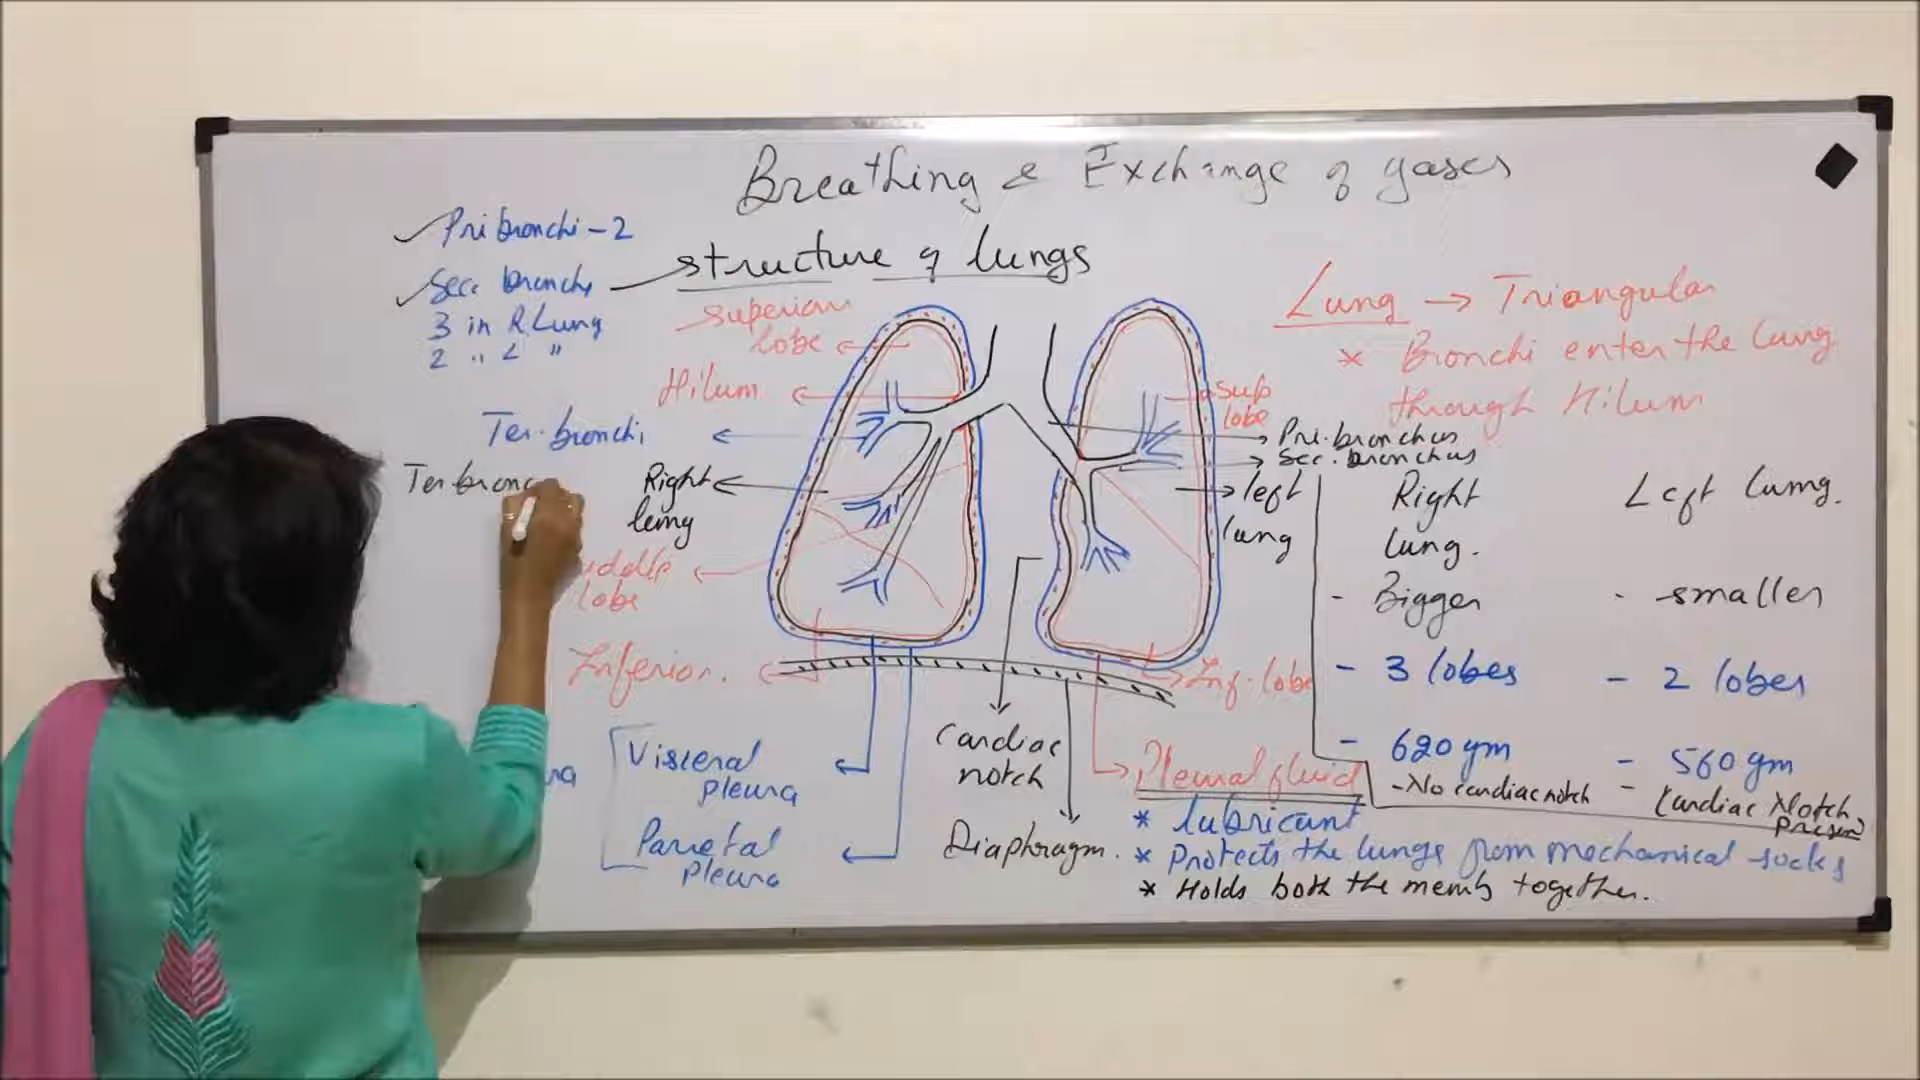 Breathing & Exchange of gases
Pri bronchi - 2
Sec. bronchi
3 in R. Lung
2 " L "
structure of lungs
superior
lobe
Hilum
Ter. bronchi
Ter bronc
Right
lung
ddle
lobe
Inferior.
Visceral
pleura
Parietal
pleura
Cardiac
notch
Diaphragm.
sup
lobe
Pri. bronchus
Sec. bronchus
left
lung
Inf. lobe
Pleural fluid
* lubricant
* Protects the lungs from mechanical socks
* Holds both the memb together.
Lung → Triangular
* Bronchi enter the lung
through Hilum
Right
lung.
Left lung.
- Bigger
- smaller
- 3 lobes
- 2 lobes
- 620 gm
- 560 gm
- No cardiac notch
- Cardiac Notch
present